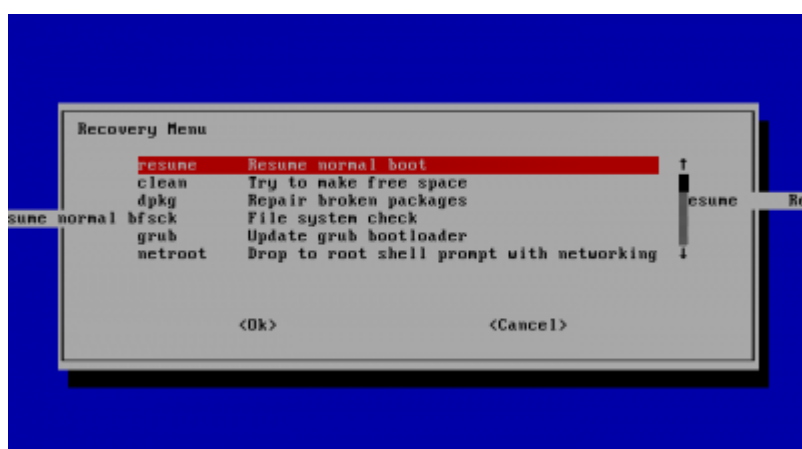 Recovery Menu
resume Resume normal boot
clean Try to make free space
dpkg Repair broken packages esume Re
sume normal bfsck File system check
grub Update grub bootloader
netroot Drop to root shell prompt with networking
<Ok> <Cancel>